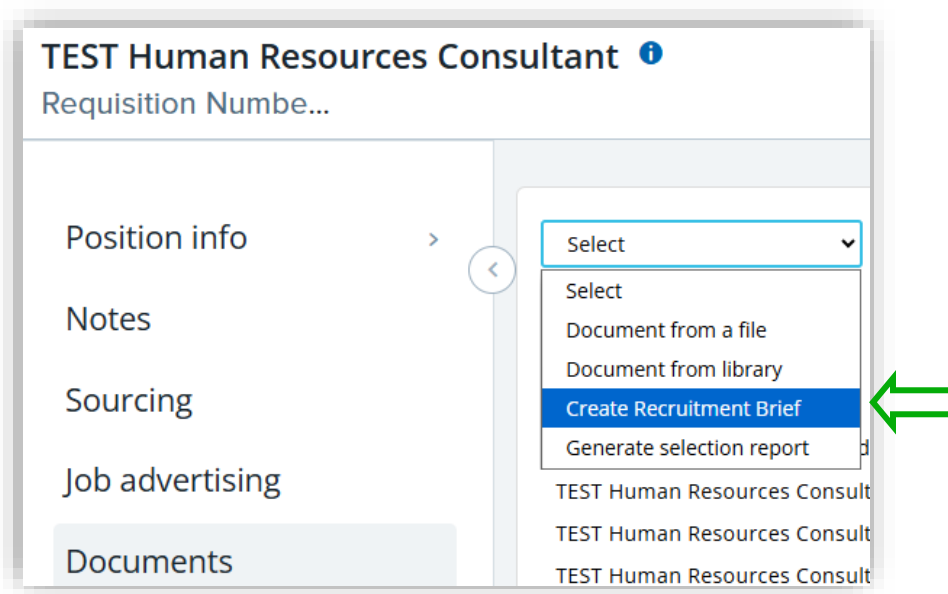 TEST Human Resources Consultant
Requisition Numbe...
Position info
Notes
Sourcing
Job advertising
Documents
Select
Select
Document from a file
Document from library
Create Recruitment Brief
Generate selection report
TEST Human Resources Consult
TEST Human Resources Consult
TEST Human Resources Consult